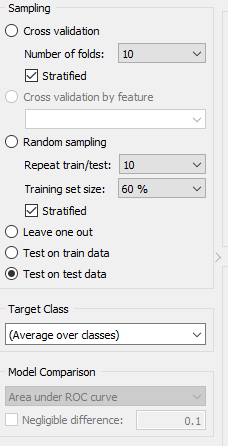 Sampling
Cross validation
Number of folds: 10
Stratified
Cross validation by feature
Random sampling
Repeat train/test: 10
Training set size: 60 %
Stratified
Leave one out
Test on train data
Test on test data
Target Class
(Average over classes)
Model Comparison
Area under ROC curve
Negligible difference: 0.1